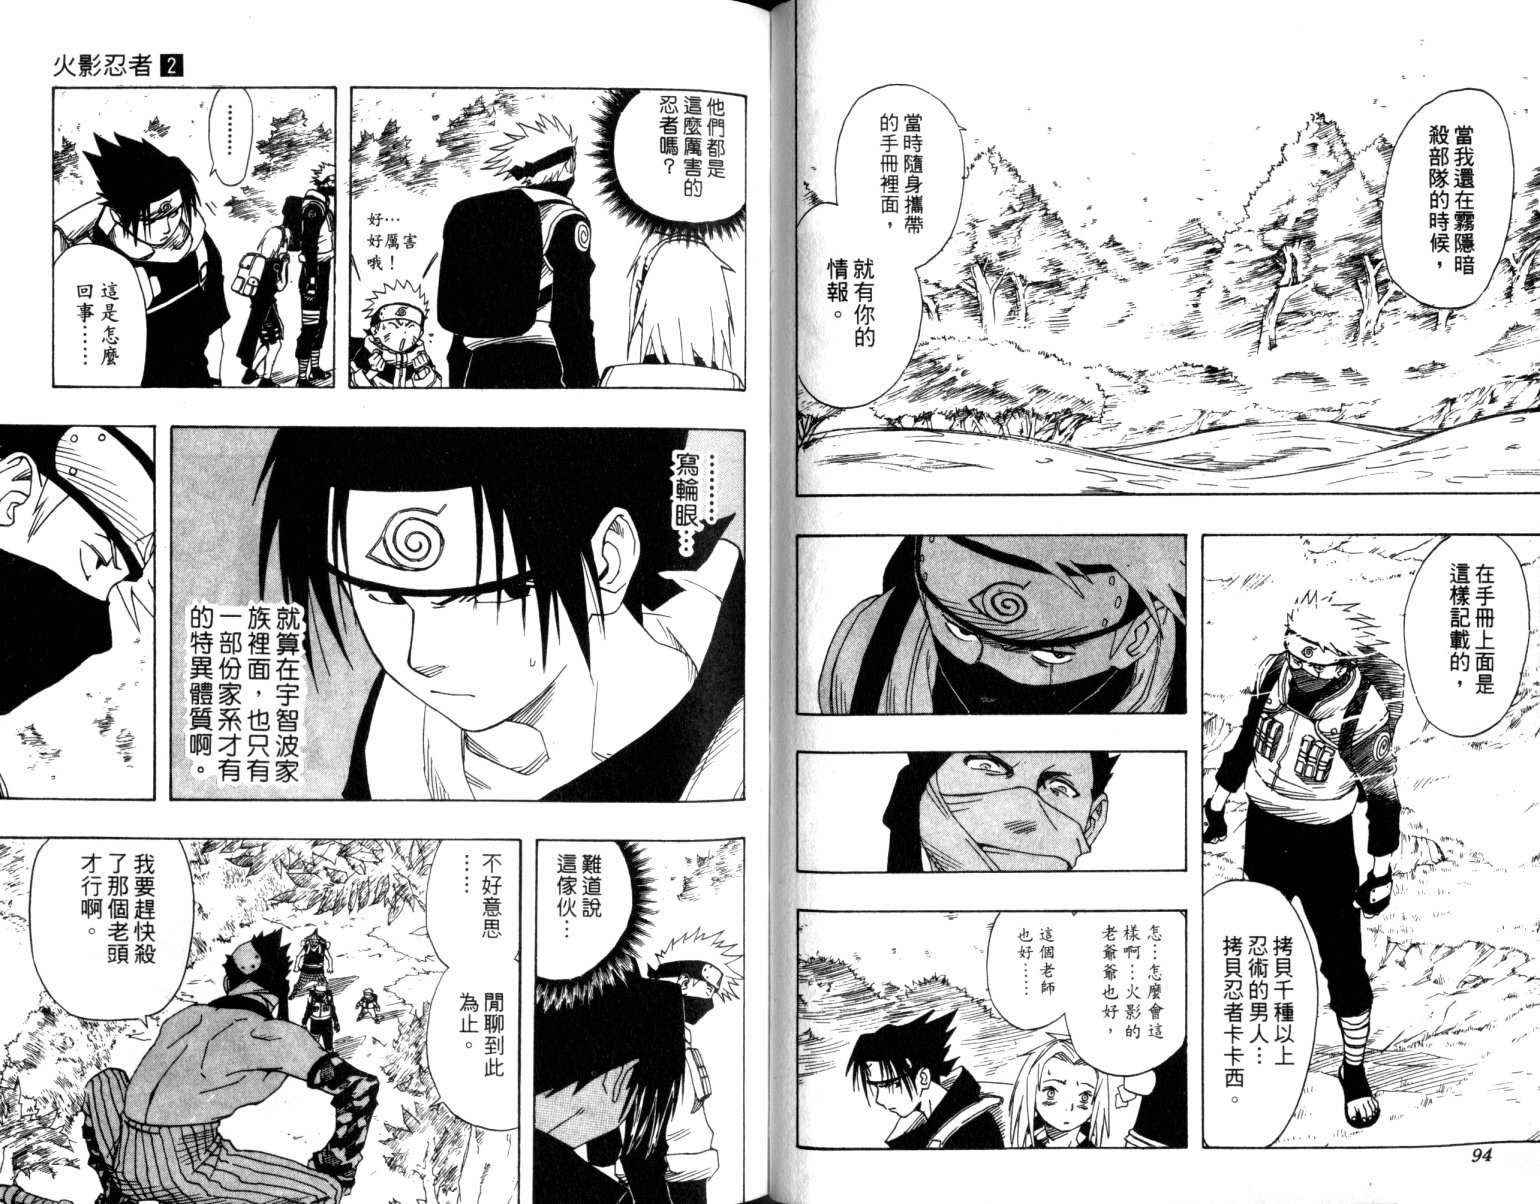 當我還在霧隱暗
殺部隊的時候，
當時隨身攜帶
的手冊裡面，
就有你的
情報。
在手冊上面是
這樣記載的，
拷貝千種以上
忍術的男人…
拷貝忍者卡卡西。
怎…怎麼會這
樣啊…火影的
老爺爺也好，
這個老師
也好……
94
火影忍者 2
他們都是
這麼厲害的
忍者嗎？
好…
好厲害
哦！
………
這是怎麼
回事……
………
寫輪眼…
就算在宇智波家
族裡面，也只有
一部份家系才有
的特異體質啊。
難道說
這傢伙…
不好意思
……
閒聊到此
為止。
我要趕快殺
了那個老頭
才行啊。